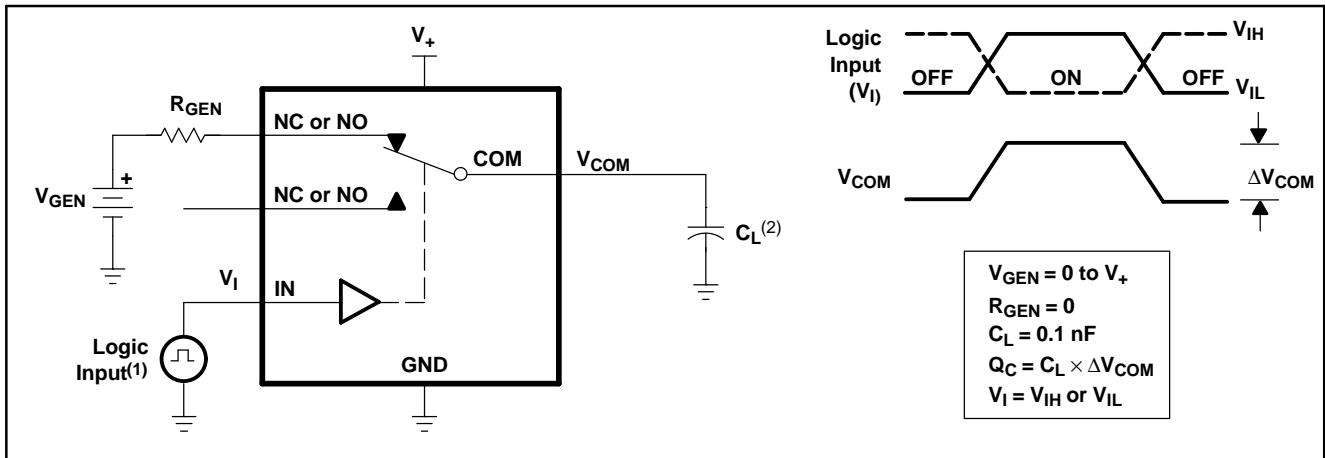 V+
RGEN
NC or NO
COM
VCOM
VGEN
+
NC or NO
CL(2)
VI
IN
Logic
Input(1)
GND
Logic
Input
(VI)
OFF
ON
OFF
VIH
VIL
VCOM
ΔVCOM
VGEN = 0 to V+
RGEN = 0
CL = 0.1 nF
QC = CL × ΔVCOM
VI = VIH or VIL